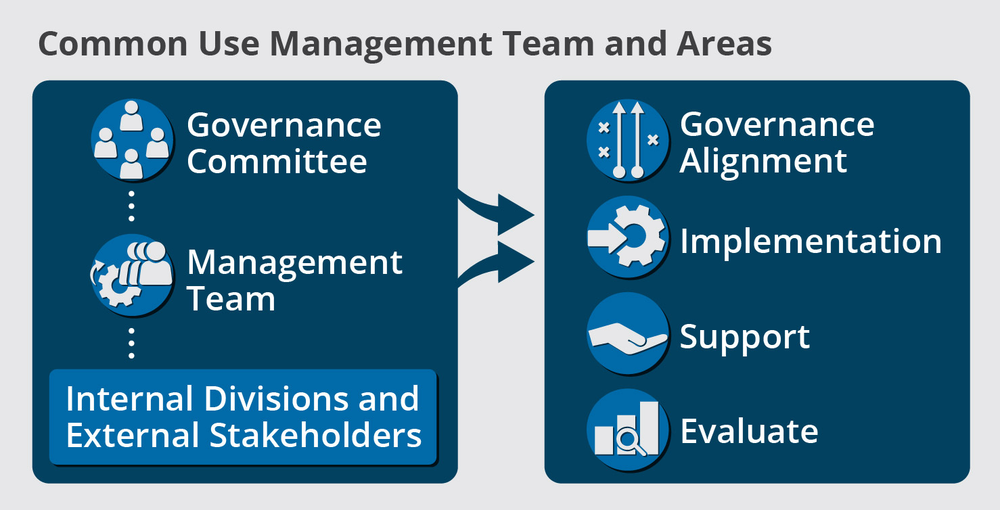 Common Use Management Team and Areas
Governance
Committee
Management
Team
Internal Divisions and
External Stakeholders
Governance
Alignment
Implementation
Support
Evaluate